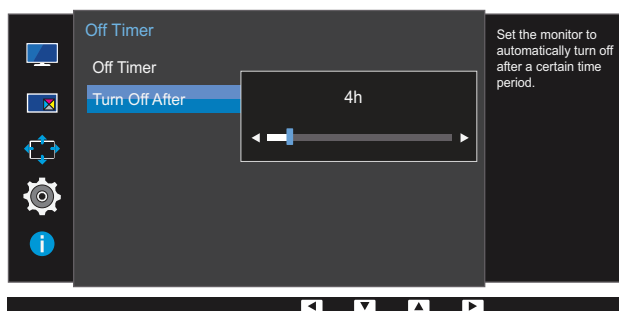 Off Timer
Off Timer
Turn Off After
4h
Set the monitor to
automatically turn off
after a certain time
period.